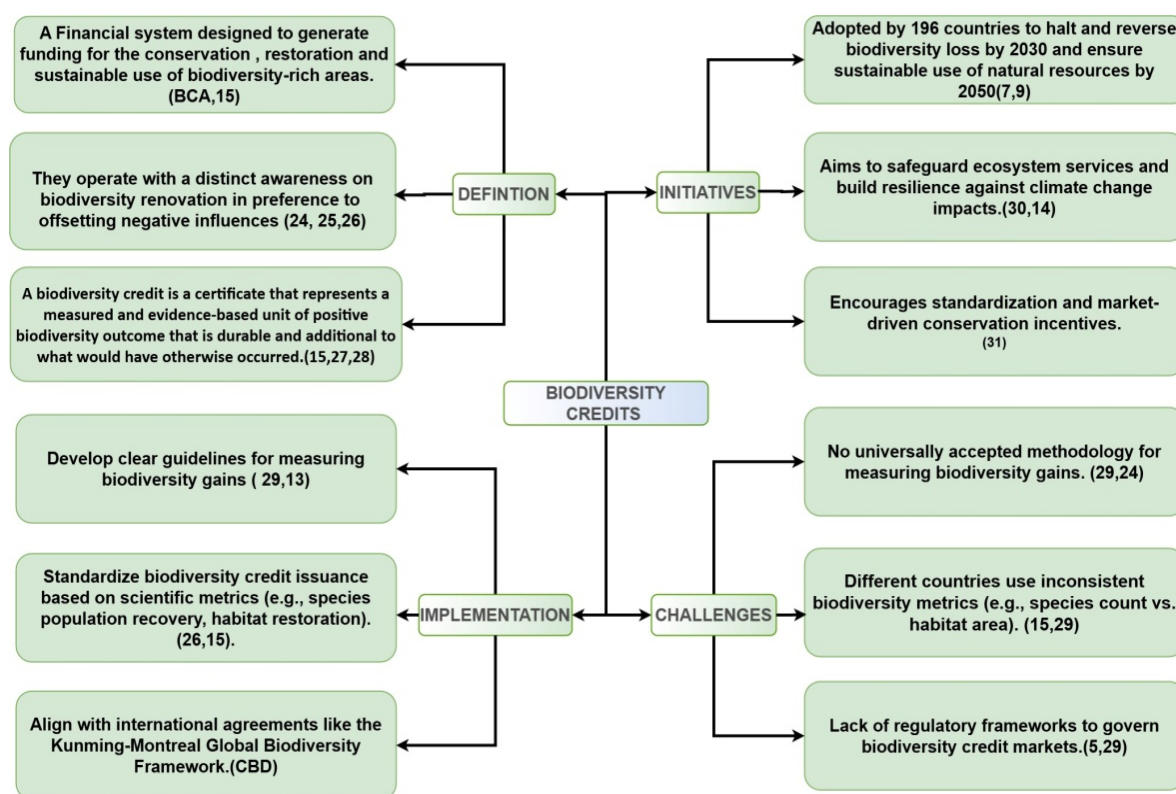 A Financial system designed to generate
funding for the conservation , restoration and
sustainable use of biodiversity-rich areas.
(BCA,15)
They operate with a distinct awareness on
biodiversity renovation in preference to
offsetting negative influences (24, 25,26)
A biodiversity credit is a certificate that represents a
measured and evidence-based unit of positive
biodiversity outcome that is durable and additional to
what would have otherwise occurred.(15,27,28)
DEFINTION
INITIATIVES
Adopted by 196 countries to halt and reverse
biodiversity loss by 2030 and ensure
sustainable use of natural resources by
2050(7,9)
Aims to safeguard ecosystem services and
build resilience against climate change
impacts.(30,14)
Encourages standardization and market-
driven conservation incentives.
(31)
BIODIVERSITY
CREDITS
Develop clear guidelines for measuring
biodiversity gains ( 29,13)
Standardize biodiversity credit issuance
based on scientific metrics (e.g., species
population recovery, habitat restoration).
(26,15).
Align with international agreements like the
Kunming-Montreal Global Biodiversity
Framework.(CBD)
IMPLEMENTATION
CHALLENGES
No universally accepted methodology for
measuring biodiversity gains. (29,24)
Different countries use inconsistent
biodiversity metrics (e.g., species count vs.
habitat area). (15,29)
Lack of regulatory frameworks to govern
biodiversity credit markets.(5,29)